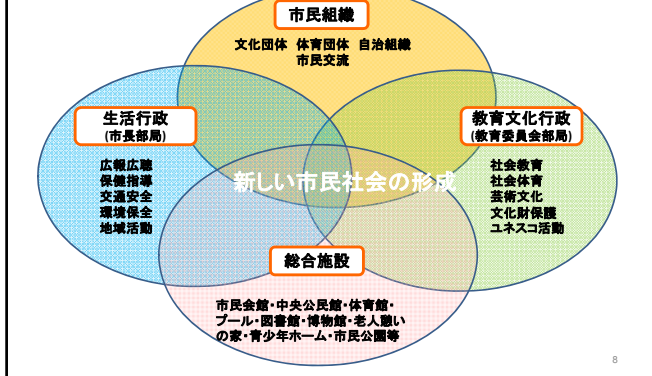 市民組織
文化団体 体育団体 自治組織
市民交流
生活行政
(市長部局)
広報広聴
保健指導
交通安全
環境保全
地域活動
教育文化行政
(教育委員会部局)
社会教育
社会体育
芸術文化
文化財保護
ユネスコ活動
新しい市民社会の形成
総合施設
市民会館・中央公民館・体育館・
プール・図書館・博物館・老人憩い
の家・青少年ホーム・市民公園等
8